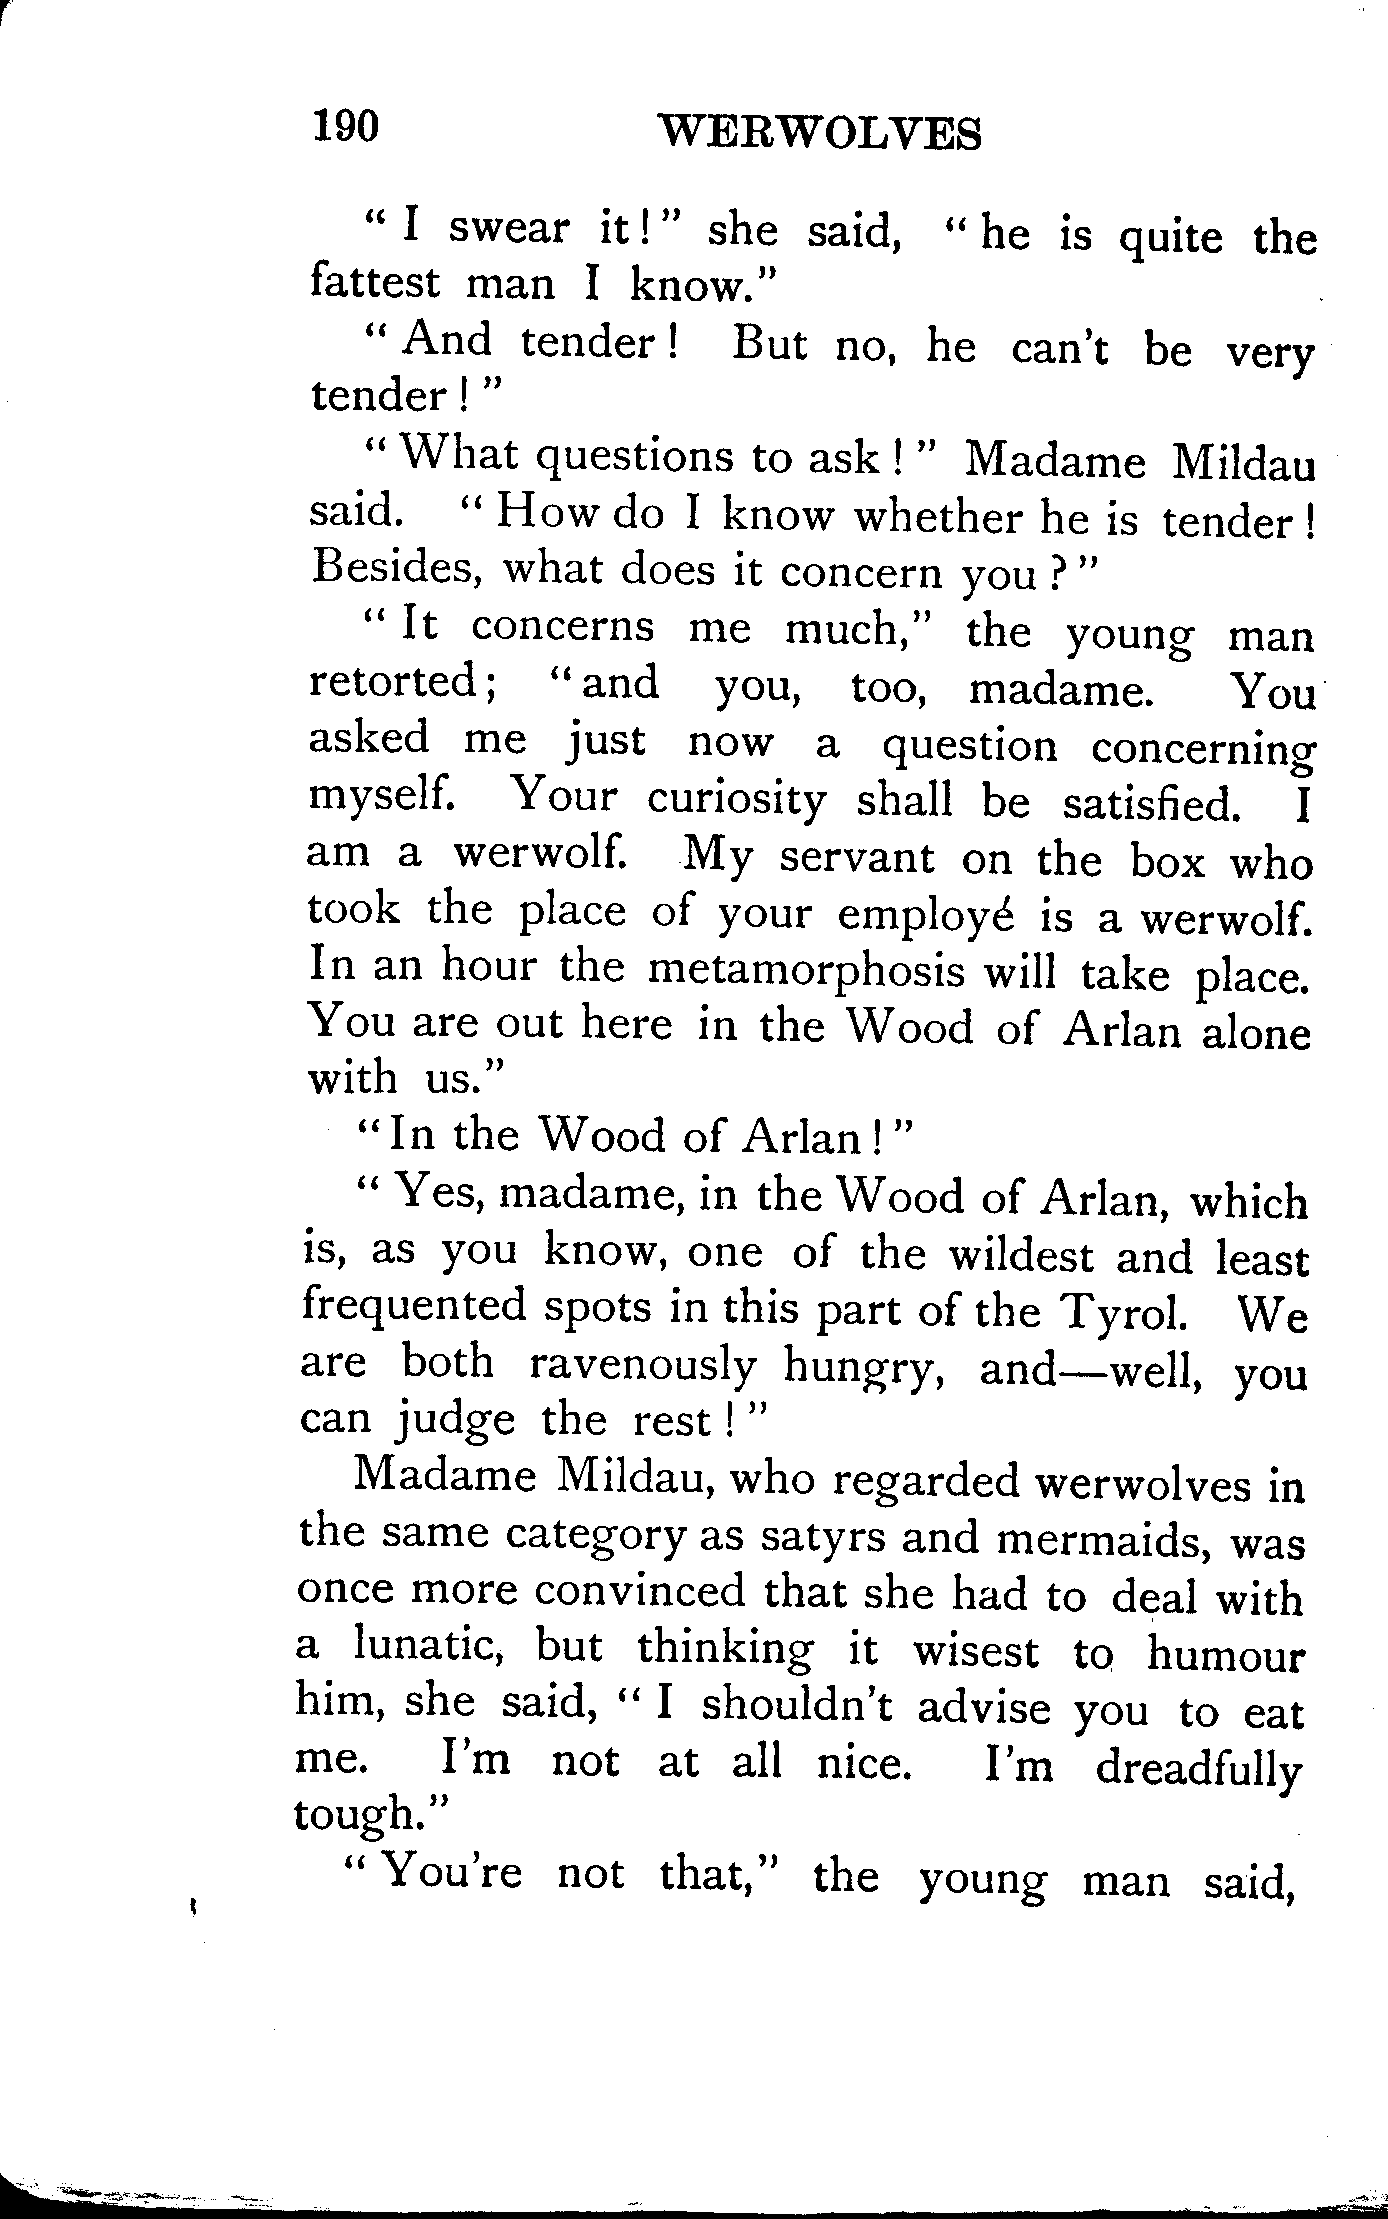 190 WERWOLVES
“ I swear it! ” she said, “ he is quite the
fattest man I know.”
“ And tender ! But no, he can't be very
tender ! ”
“ What questions to ask ! ” Madame Mildau
said. “ How do I know whether he is tender !
Besides, what does it concern you ? ”
“ It concerns me much,” the young man
retorted; “and you, too, madame. You
asked me just now a question concerning
myself. Your curiosity shall be satisfied. I
am a werwolf. My servant on the box who
took the place of your employé is a werwolf.
In an hour the metamorphosis will take place.
You are out here in the Wood of Arlan alone
with us.”
“In the Wood of Arlan ! ”
“ Yes, madame, in the Wood of Arlan, which
is, as you know, one of the wildest and least
frequented spots in this part of the Tyrol. We
are both ravenously hungry, and—well, you
can judge the rest ! ”
Madame Mildau, who regarded werwolves in
the same category as satyrs and mermaids, was
once more convinced that she had to deal with
a lunatic, but thinking it wisest to humour
him, she said, “ I shouldn't advise you to eat
me. I'm not at all nice. I'm dreadfully
tough.”
“ You're not that,” the young man said,